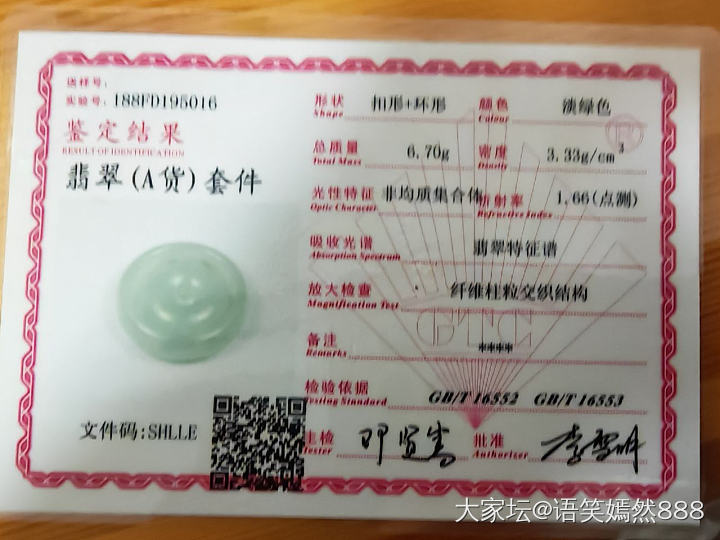 送样号:
实验号: 188FD195016
鉴定结果
RESULT OF IDENTIFICATION
翡翠(A货)套件
文件码:SHLLE
形状 扣形+环形 颜色 淡绿色
Shape Colour
总质量 6.70g 密度 3.33g/cm³
Total Mass Density
光性特征 非均质集合体 折射率 1.66(点测)
Optic Character Refractive Index
吸收光谱 翡翠特征谱
Absorption Spectrum
放大检查 纤维柱粒交织结构
Magnification Test
GTC
备注 ****
Remarks
检验依据 GB/T 16552 GB/T 16553
Testing Standard
主检 批准
Tester Authorizer
大家坛@语笑嫣然888